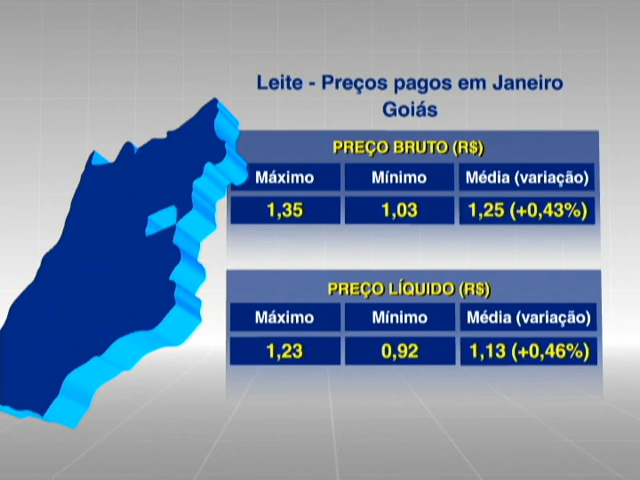 Leite - Preços pagos em Janeiro
Goiás
PREÇO BRUTO (R$)
Máximo Mínimo Média (variação)
1,35 1,03 1,25 (+0,43%)
PREÇO LÍQUIDO (R$)
Máximo Mínimo Média (variação)
1,23 0,92 1,13 (+0,46%)